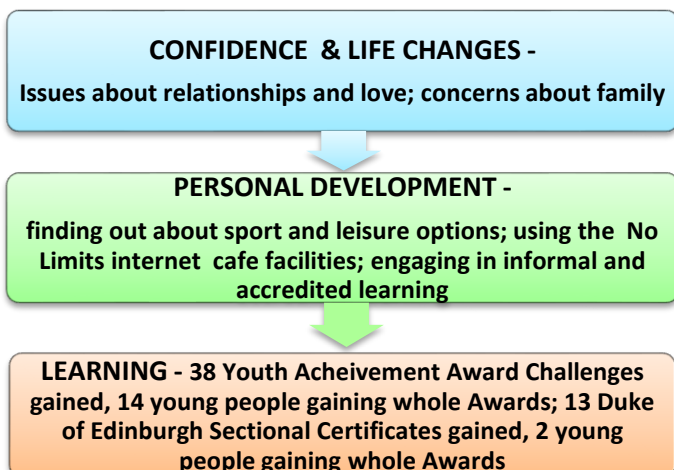 CONFIDENCE & LIFE CHANGES -
Issues about relationships and love; concerns about family
PERSONAL DEVELOPMENT -
finding out about sport and leisure options; using the No
Limits internet cafe facilities; engaging in informal and
accredited learning
LEARNING - 38 Youth Acheivement Award Challenges
gained, 14 young people gaining whole Awards; 13 Duke
of Edinburgh Sectional Certificates gained, 2 young
people gaining whole Awards